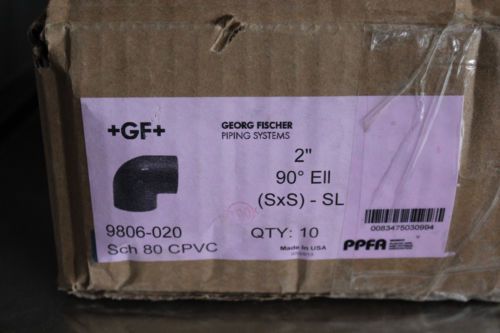 +GF+
GEORG FISCHER
PIPING SYSTEMS
2"
90° Ell
(SxS) - SL
9806-020
Sch 80 CPVC
QTY: 10
Made In USA
0083475030994
PPFA